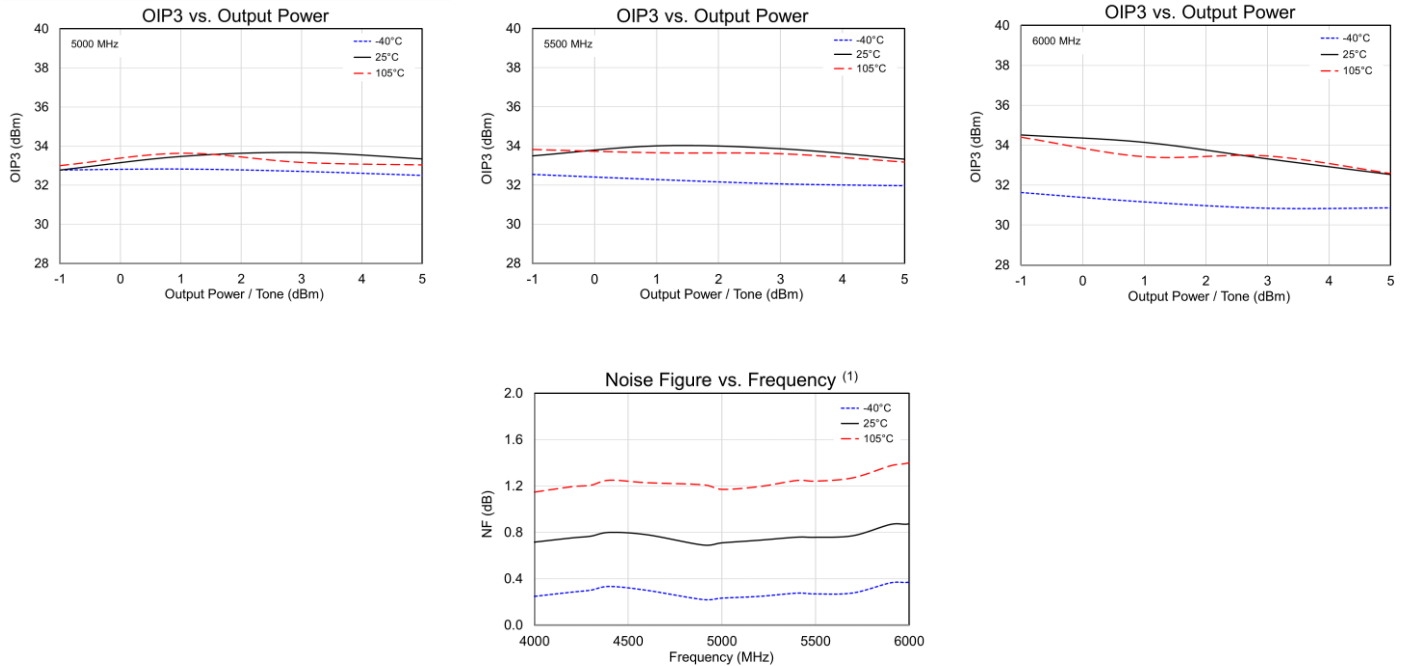 OIP3 vs. Output Power
40
38
36
34
32
30
28
OIP3 (dBm)
5000 MHz
-40°C
25°C
105°C
-1 0 1 2 3 4 5
Output Power / Tone (dBm)
OIP3 vs. Output Power
40
38
36
34
32
30
28
OIP3 (dBm)
5500 MHz
-40°C
25°C
105°C
-1 0 1 2 3 4 5
Output Power / Tone (dBm)
OIP3 vs. Output Power
40
38
36
34
32
30
28
OIP3 (dBm)
6000 MHz
-40°C
25°C
105°C
-1 0 1 2 3 4 5
Output Power / Tone (dBm)
Noise Figure vs. Frequency (1)
2.0
1.6
1.2
0.8
0.4
0.0
NF (dB)
-40°C
25°C
105°C
4000 4500 5000 5500 6000
Frequency (MHz)